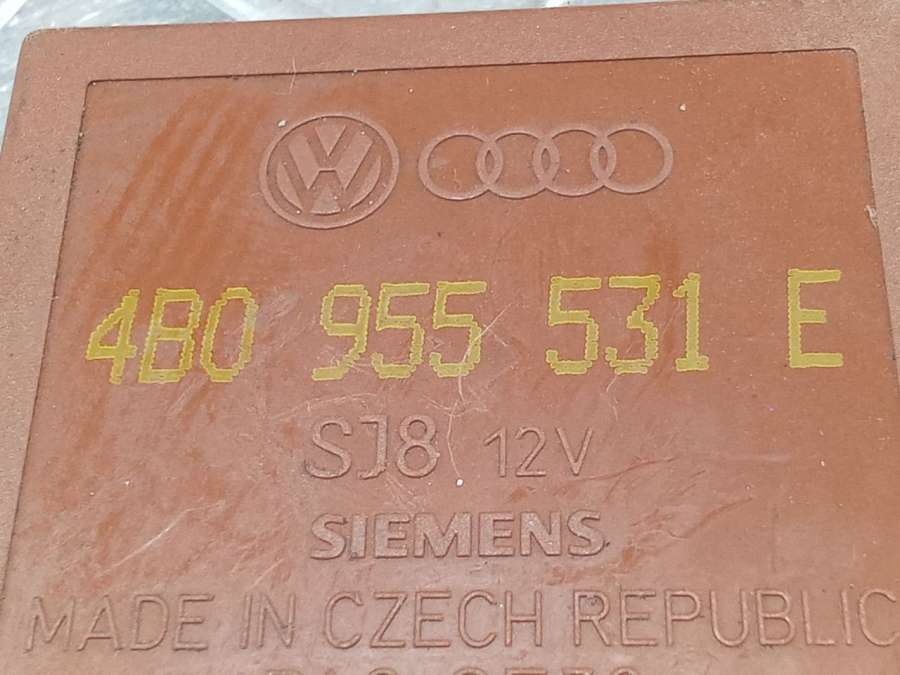 4B0 955 531 E
SJ8 12V
SIEMENS
MADE IN CZECH REPUBLIC